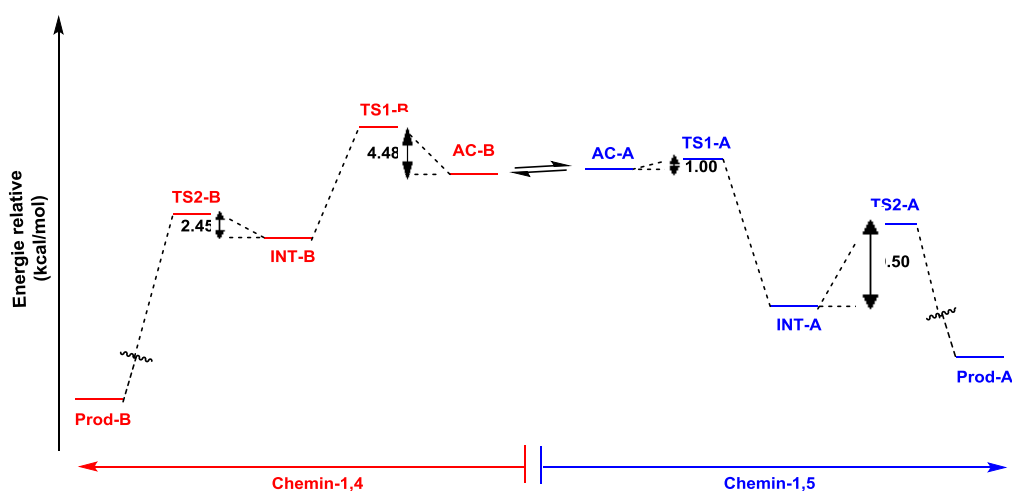 Energie relative
(kcal/mol)
TS1-B
4.48
AC-B
AC-A
TS1-A
1.00
TS2-B
2.45
INT-B
TS2-A
.50
INT-A
Prod-A
Prod-B
Chemin-1,4
Chemin-1,5